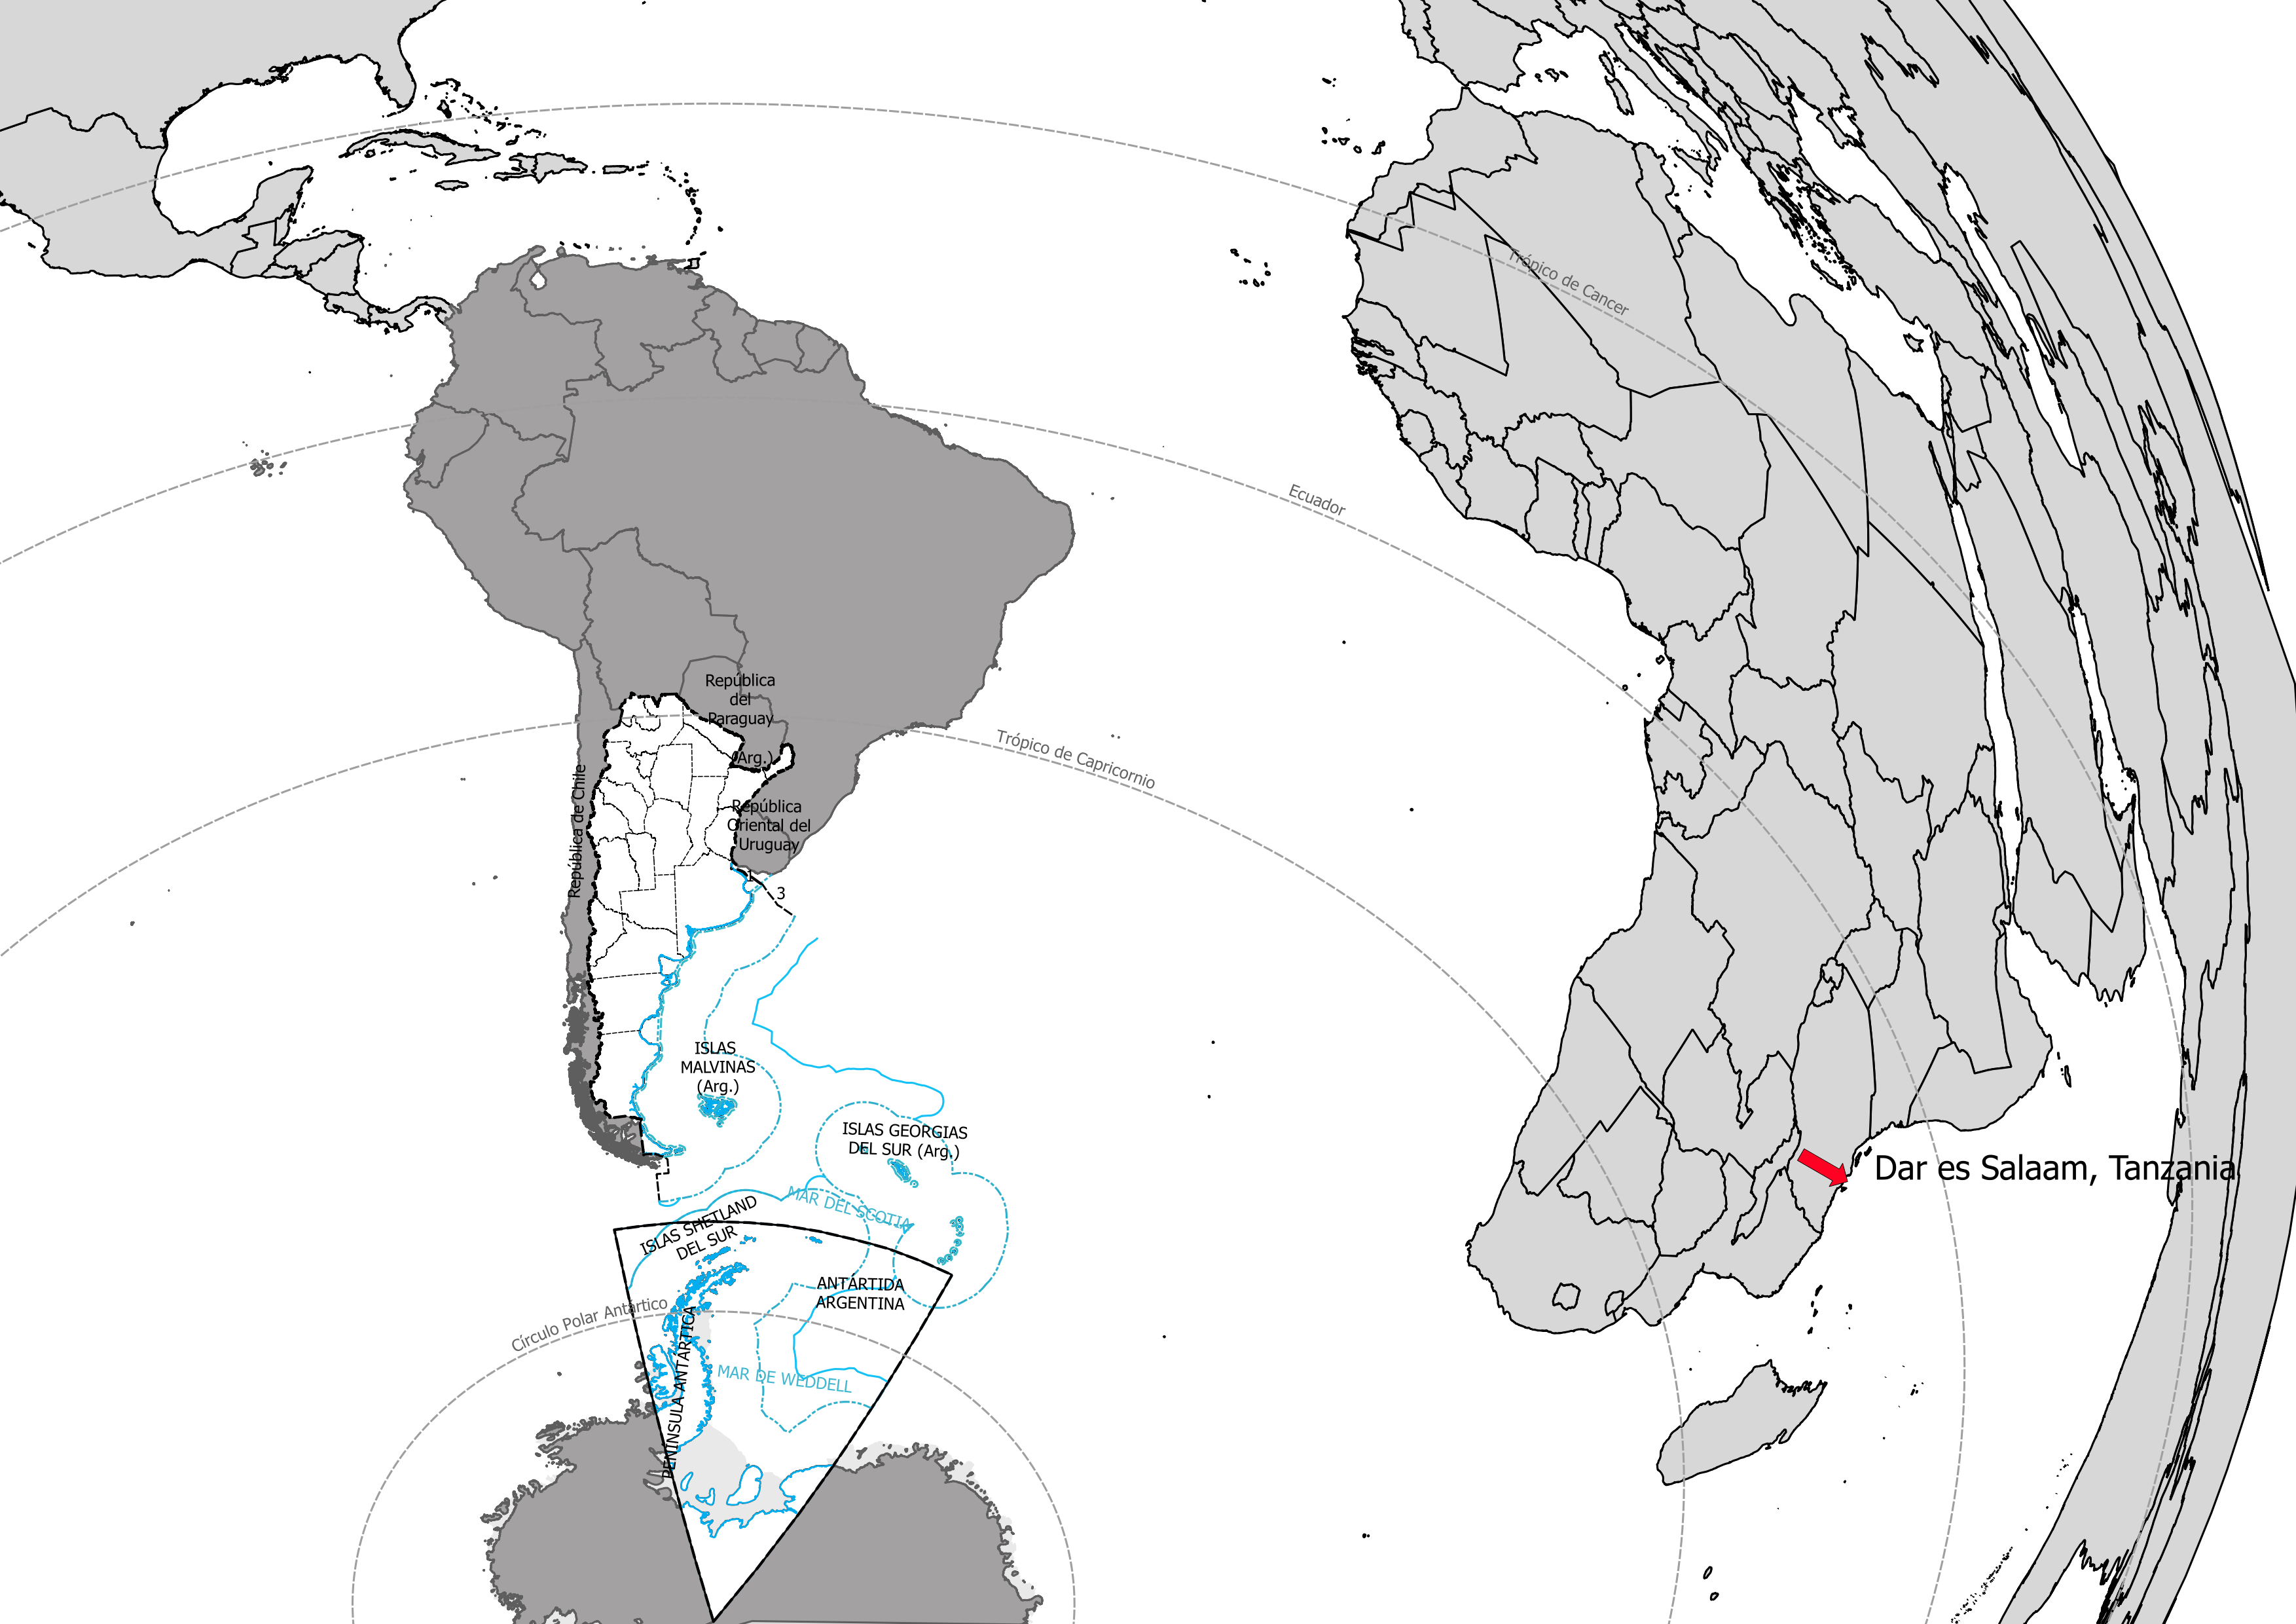 Trópico de Cancer
Ecuador
República
del
Paraguay
(Arg.)
Trópico de Capricornio
República de Chile
República
Oriental del
Uruguay
1
3
ISLAS
MALVINAS
(Arg.)
ISLAS GEORGIAS
DEL SUR (Arg.)
Dar es Salaam, Tanzania
MAR DEL SCOTIA
ISLAS SHETLAND
DEL SUR
ANTÁRTIDA
ARGENTINA
Círculo Polar Antártico
PENINSULA ANTÁRTICA
MAR DE WEDDELL